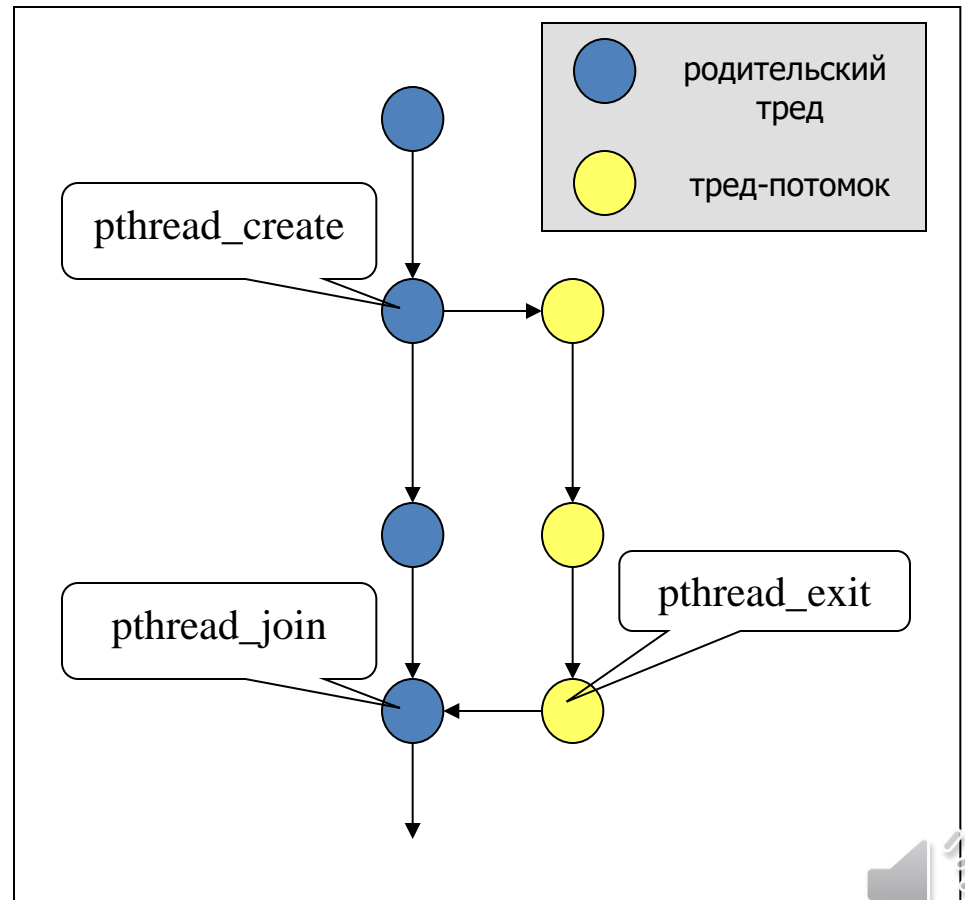 родительский
тред
тред-потомок
pthread_create
pthread_exit
pthread_join